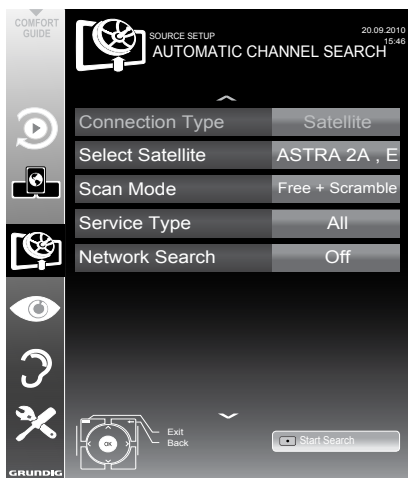 COMFORT
GUIDE
SOURCE SETUP
20.09.2010
15:46
AUTOMATIC CHANNEL SEARCH
Connection Type Satellite
Select Satellite ASTRA 2A , E
Scan Mode Free + Scramble
Service Type All
Network Search Off
Exit
Back
OK
Start Search
GRUNDIG